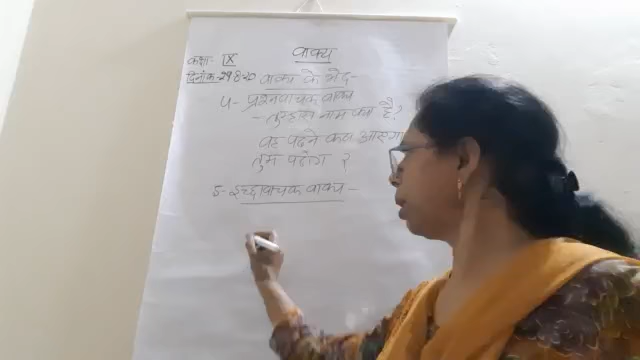 वाक्य
कक्षा- IX
दिनांक-29 8-20
वाक्य के भेद-
4- प्रश्नवाचक वाक्य
- तुम्हारा नाम क्या है?
वह पढ़ने कब आएगा
तुम पढ़ोगे ?
5- इच्छावाचक वाक्य -